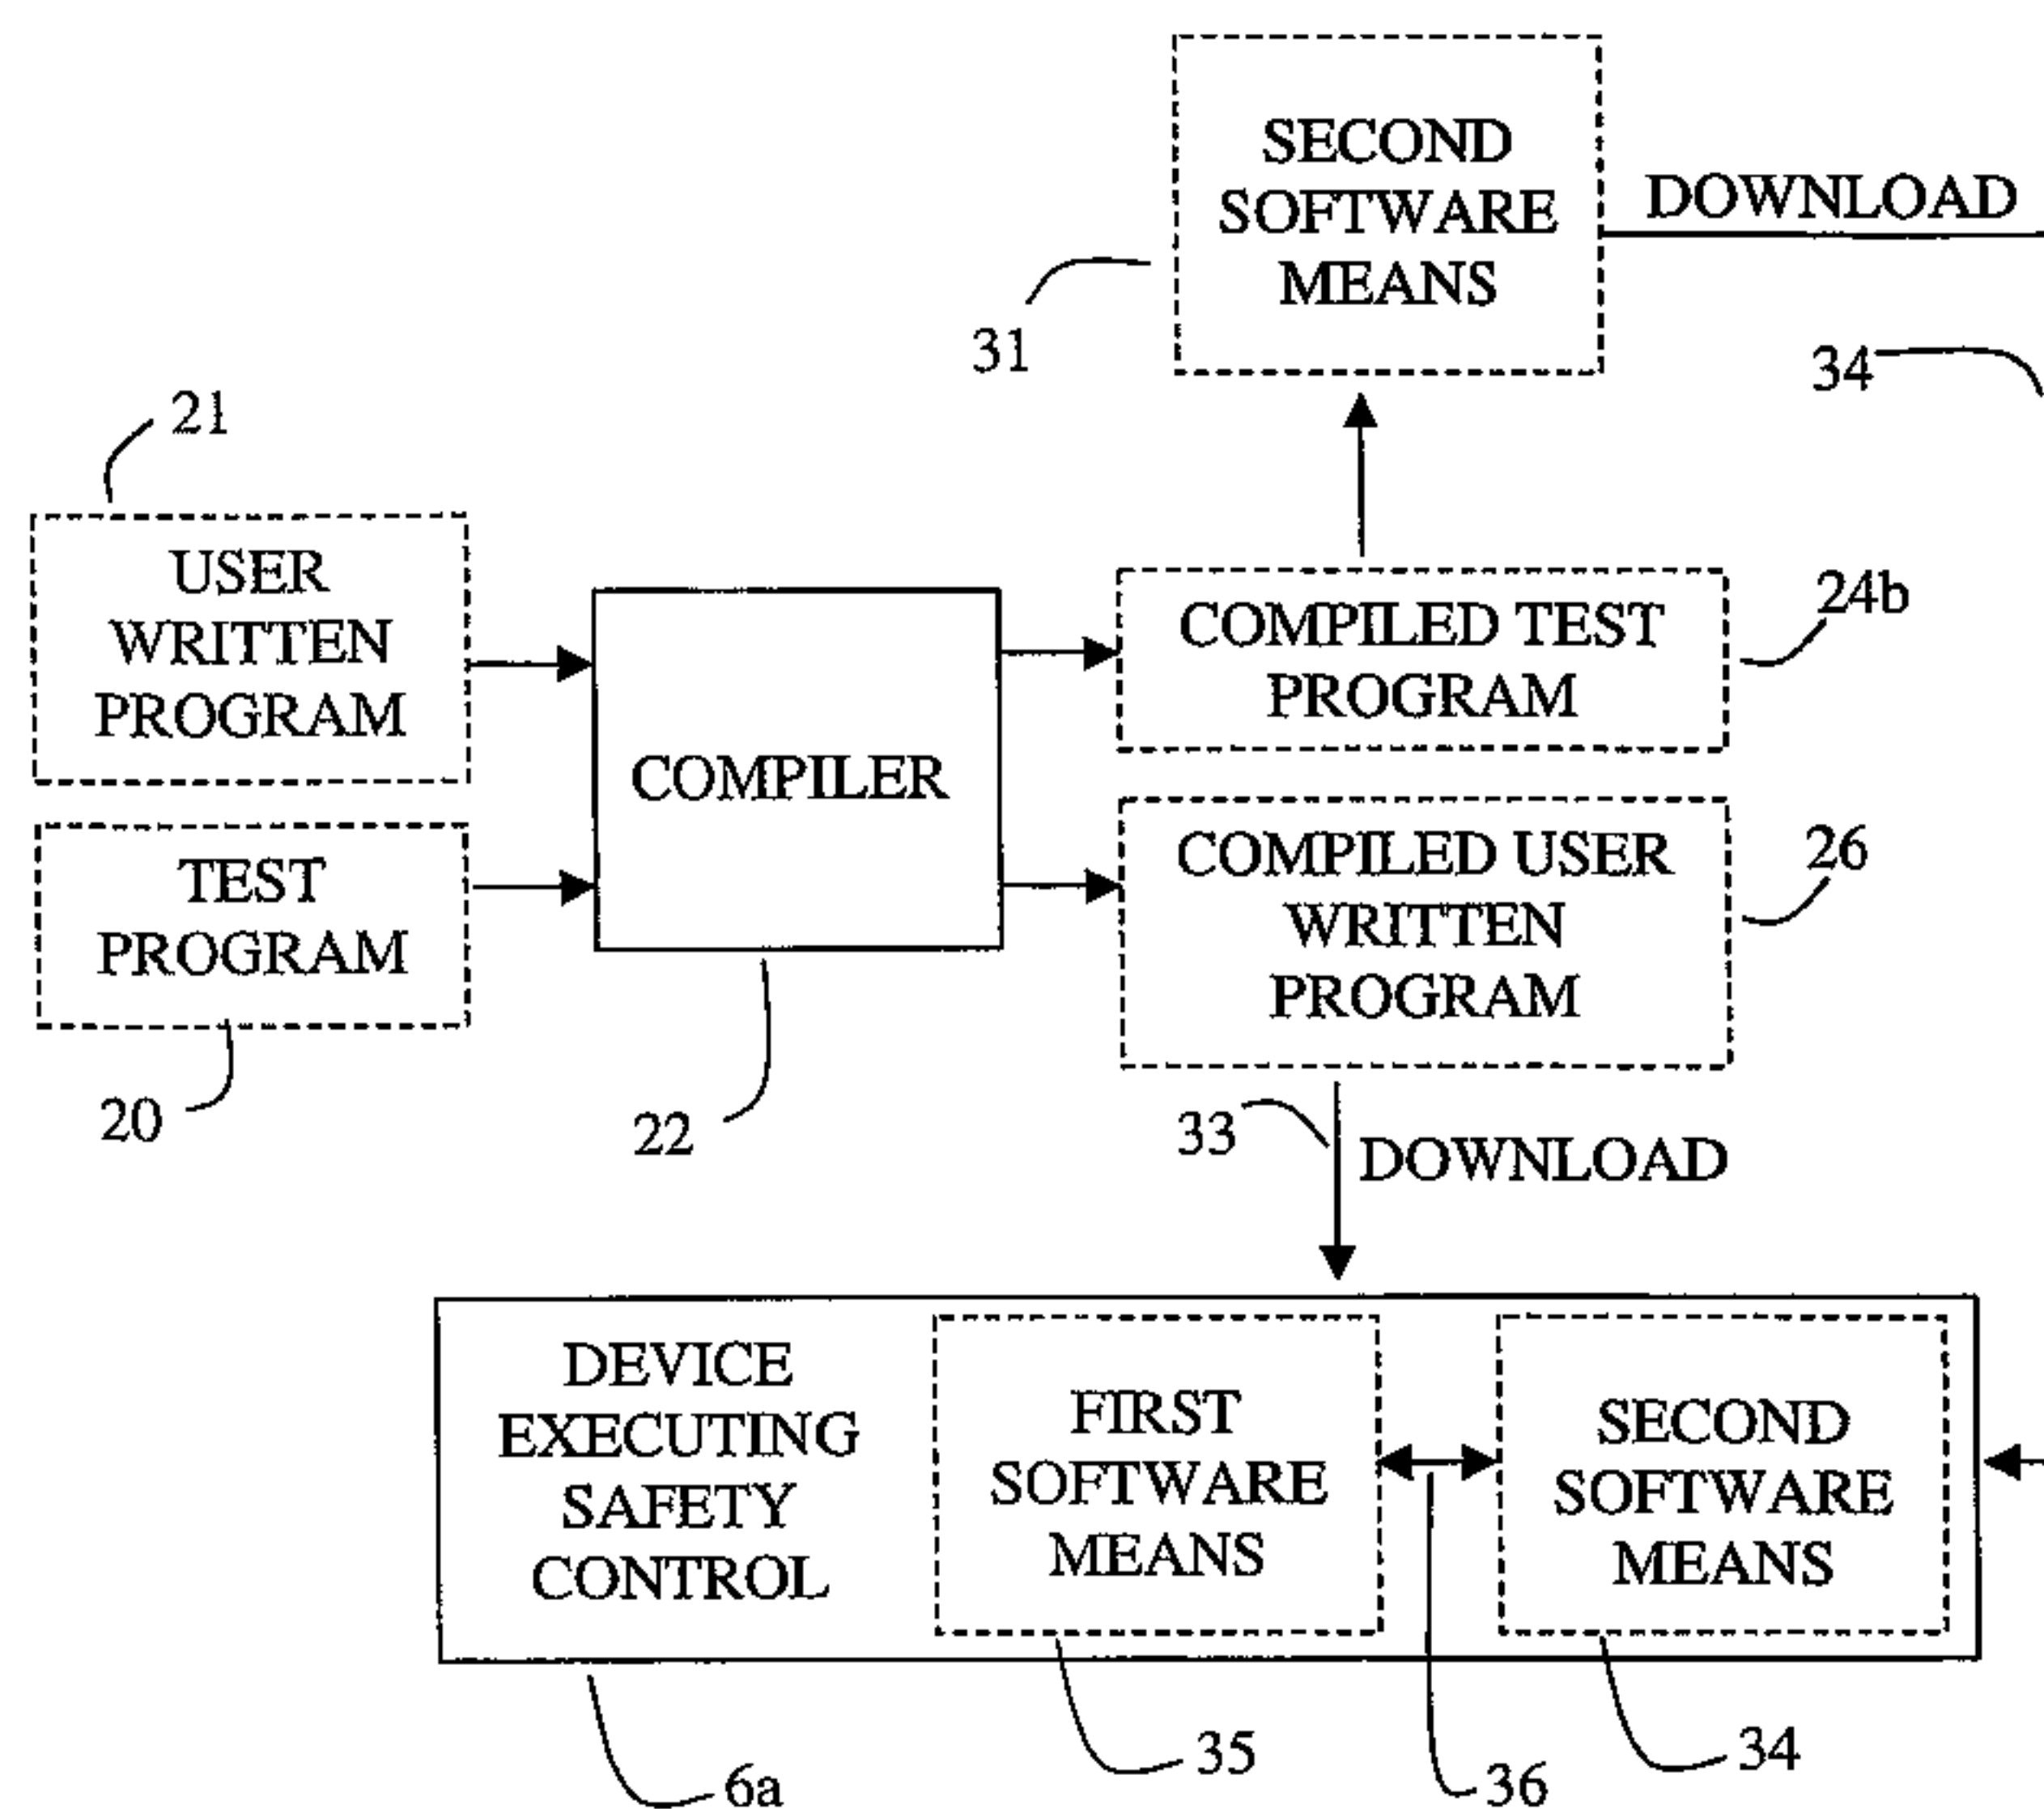 SECOND
SOFTWARE
MEANS
DOWNLOAD
31
34
21
USER
WRITTEN
PROGRAM
TEST
PROGRAM
20
COMPILER
22
COMPILED TEST
PROGRAM
24b
COMPILED USER
WRITTEN
PROGRAM
26
33
DOWNLOAD
DEVICE
EXECUTING
SAFETY
CONTROL
FIRST
SOFTWARE
MEANS
SECOND
SOFTWARE
MEANS
6a
35
36
34